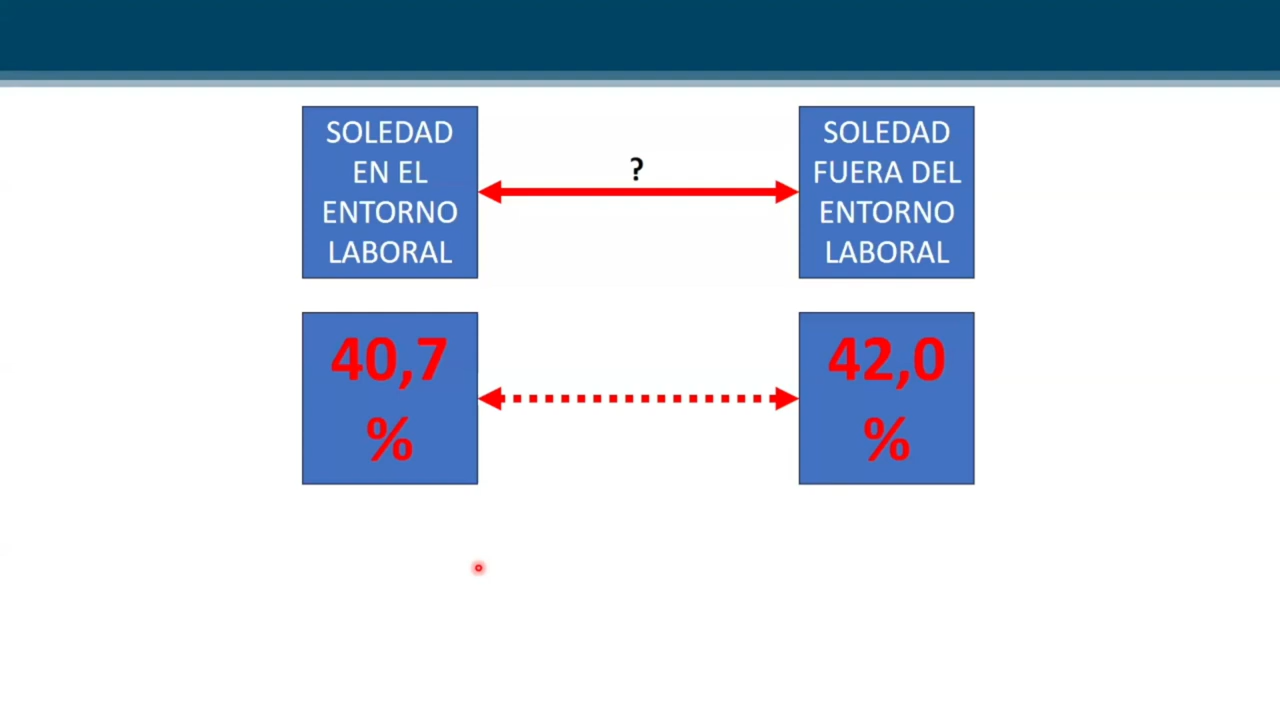 SOLEDAD
EN EL
ENTORNO
LABORAL
?
SOLEDAD
FUERA DEL
ENTORNO
LABORAL
40,7
%
42,0
%